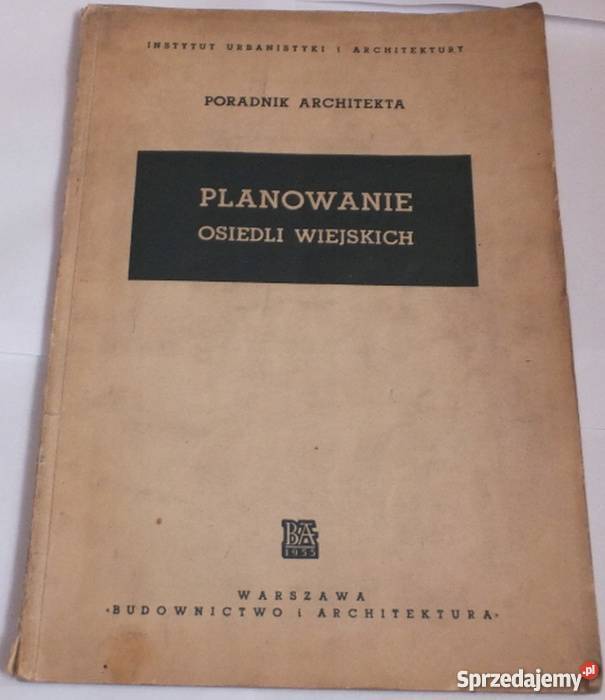 INSTYTUT URBANISTYKI I ARCHITEKTURY
PORADNIK ARCHITEKTA
PLANOWANIE
OSIEDLI WIEJSKICH
BA
1955
WARSZAWA
«BUDOWNICTWO i ARCHITEKTURA»
Sprzedajemy.pl